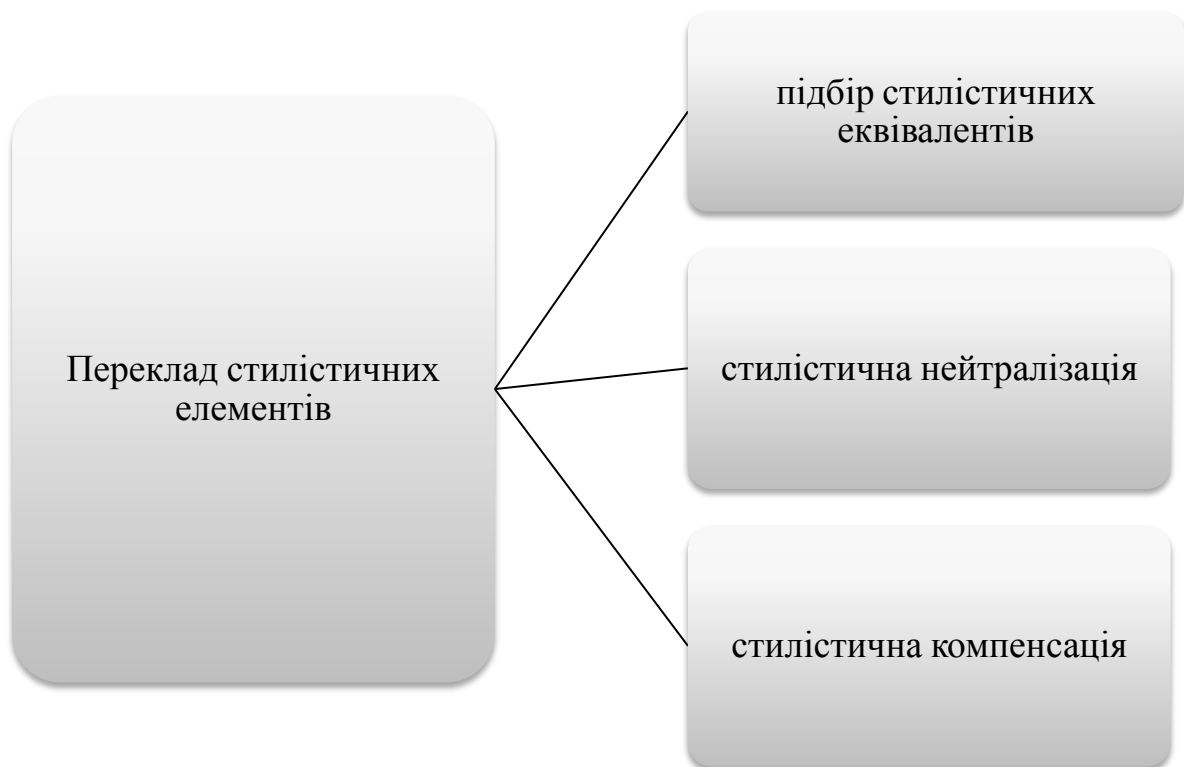 Переклад стилістичних
елементів
підбір стилістичних
еквівалентів
стилістична нейтралізація
стилістична компенсація